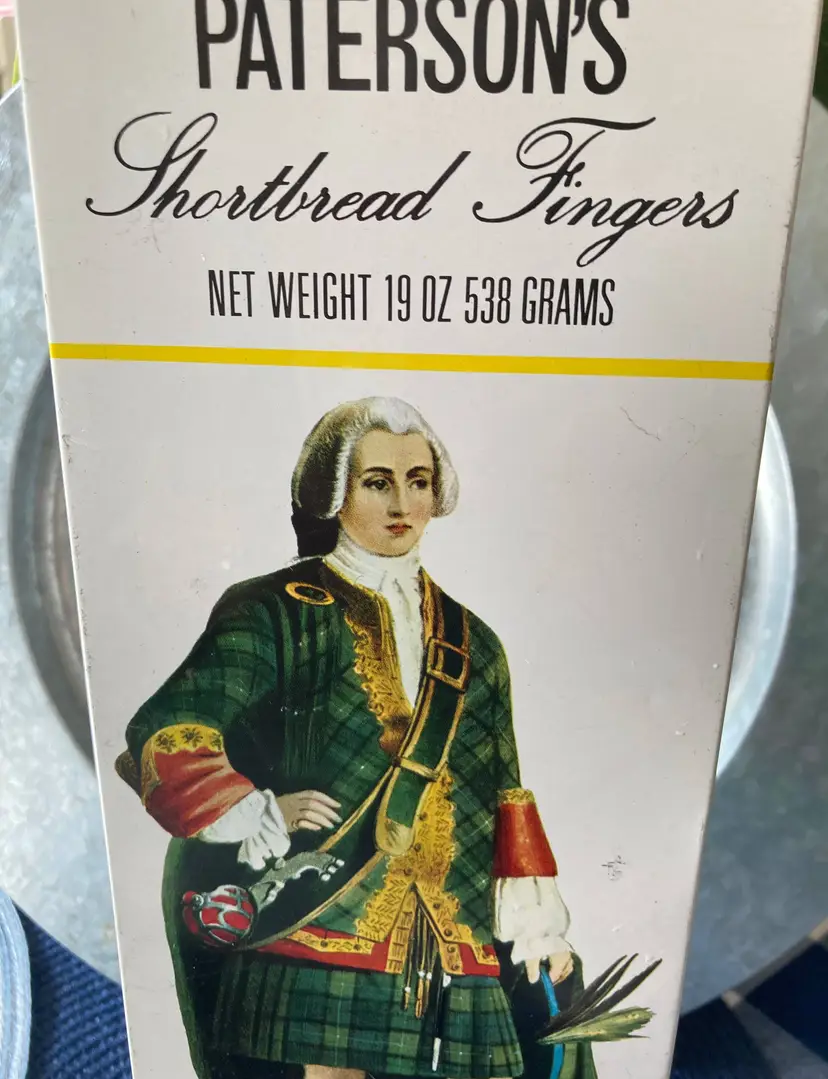 PATERSON'S
Shortbread Fingers
NET WEIGHT 19 OZ 538 GRAMS